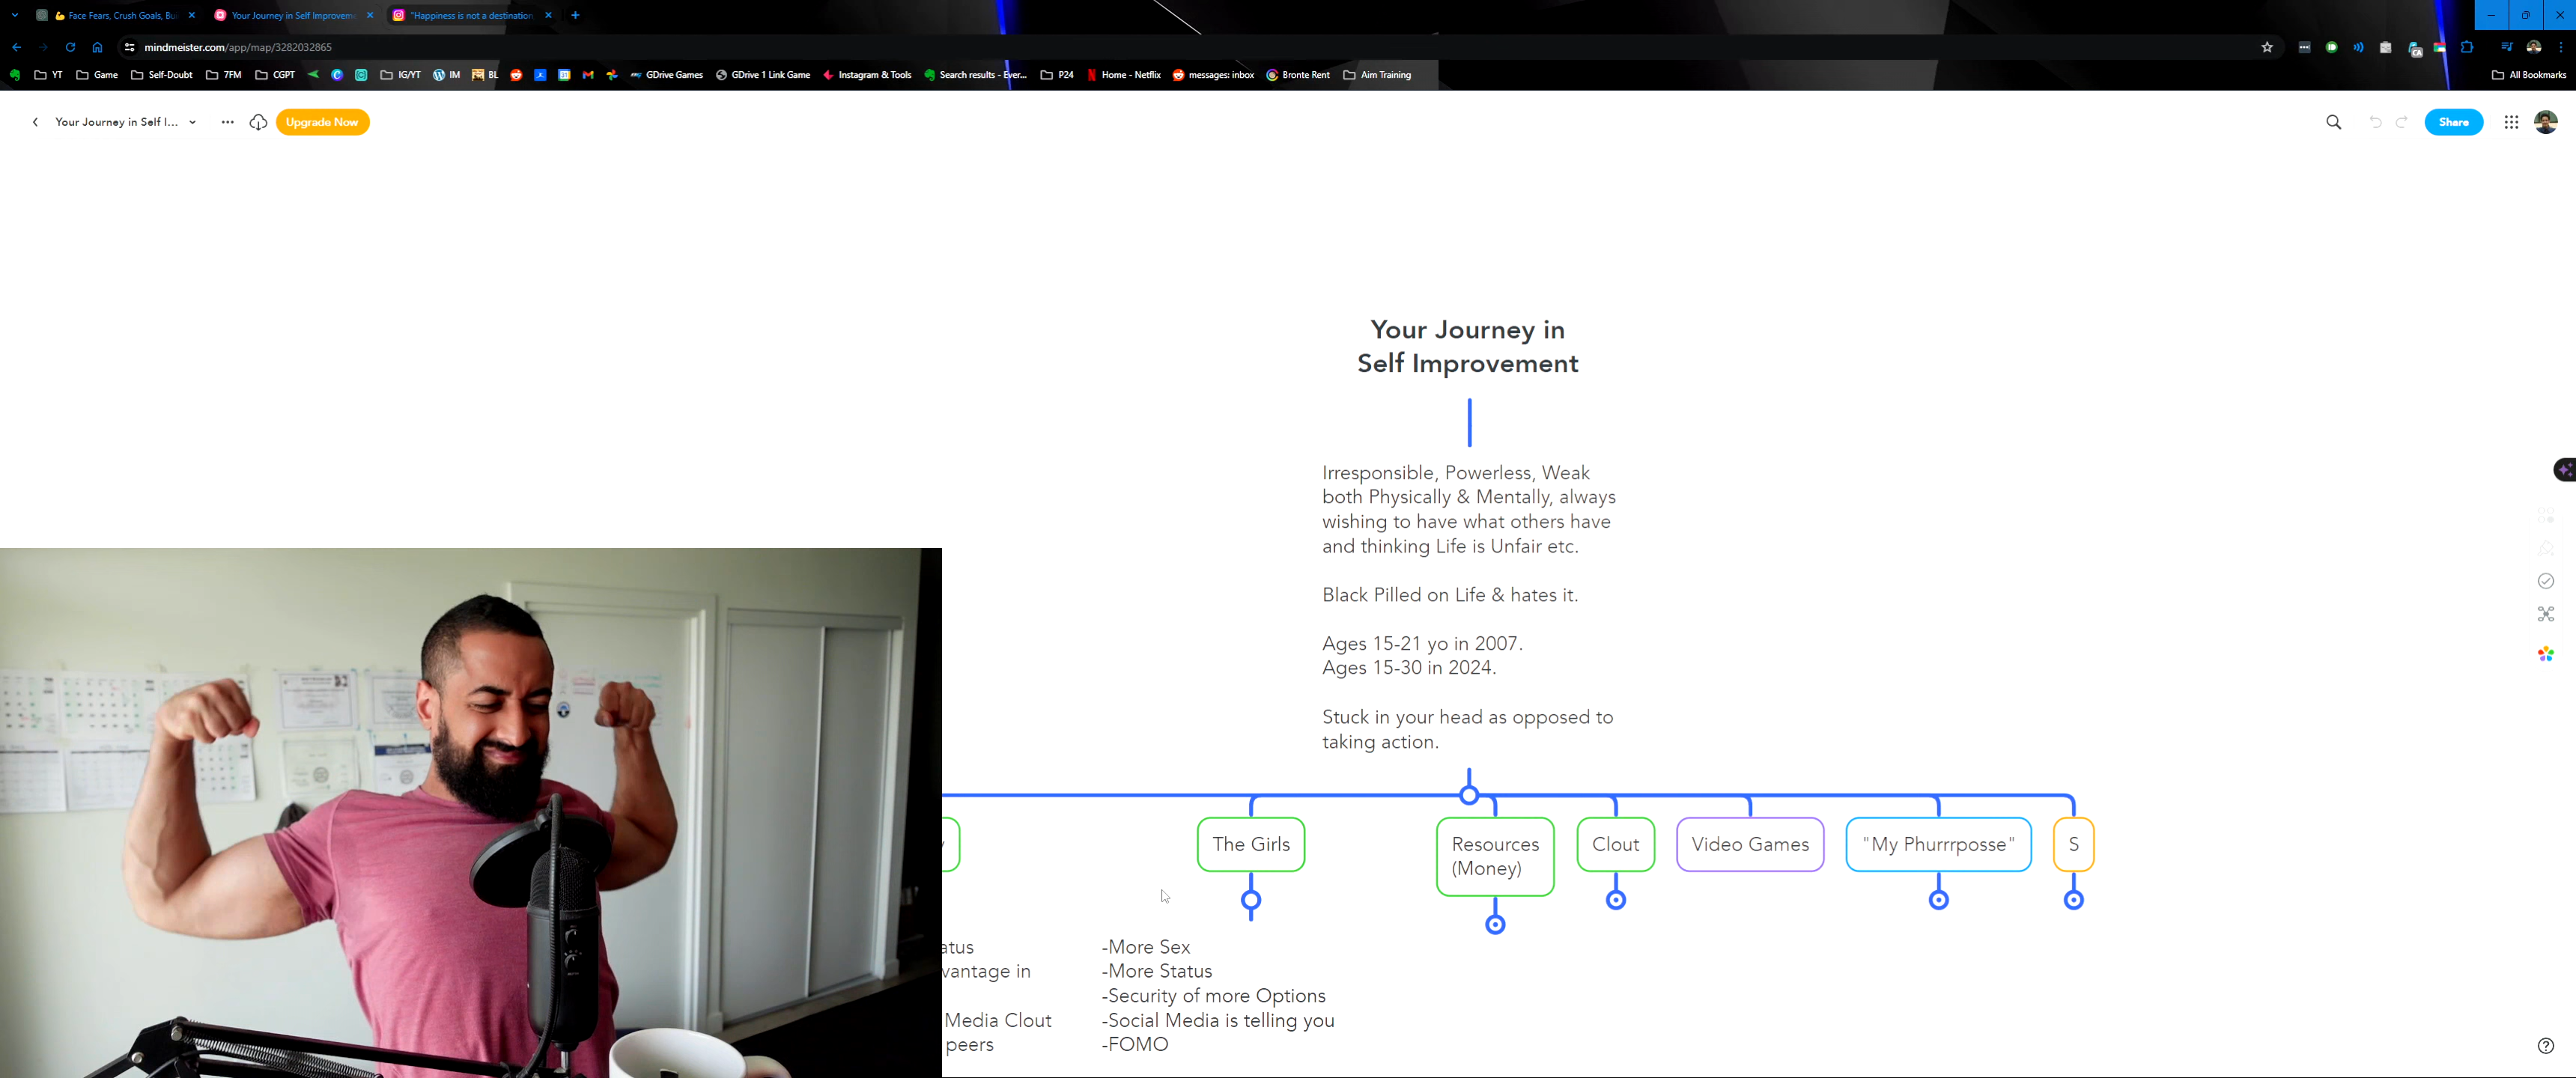 💪 Face Fears, Crush Goals, Bu
Your Journey in Self Improveme
"Happiness is not a destination
mindmeister.com/app/map/3282032865
YT
Game
Self-Doubt
7FM
CGPT
IG/YT
IM
BL
GDrive Games
GDrive 1 Link Game
Instagram & Tools
Search results - Ever...
P24
Home - Netflix
messages: inbox
Bronte Rent
Aim Training
All Bookmarks
Your Journey in Self I...
Upgrade Now
Share
Your Journey in
Self Improvement
Irresponsible, Powerless, Weak
both Physically & Mentally, always
wishing to have what others have
and thinking Life is Unfair etc.
Black Pilled on Life & hates it.
Ages 15-21 yo in 2007.
Ages 15-30 in 2024.
Stuck in your head as opposed to
taking action.
The Girls
Resources
(Money)
Clout
Video Games
"My Phurrrposse"
S
atus
vantage in
Media Clout
peers
-More Sex
-More Status
-Security of more Options
-Social Media is telling you
-FOMO